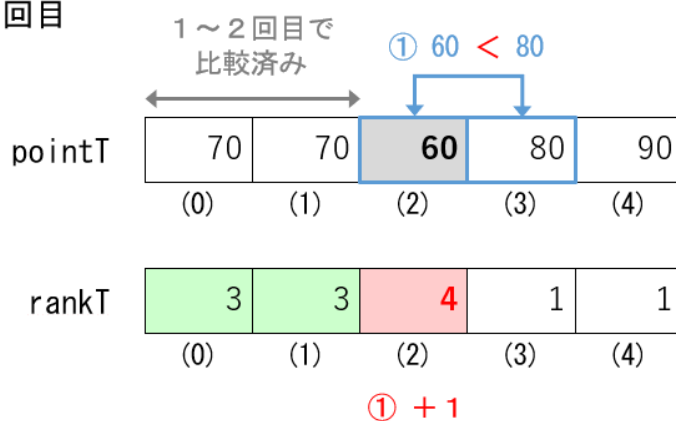 回目
1～2回目で
比較済み
① 60 < 80
pointT 70 70 60 80 90
(0) (1) (2) (3) (4)
rankT 3 3 4 1 1
(0) (1) (2) (3) (4)
① +1